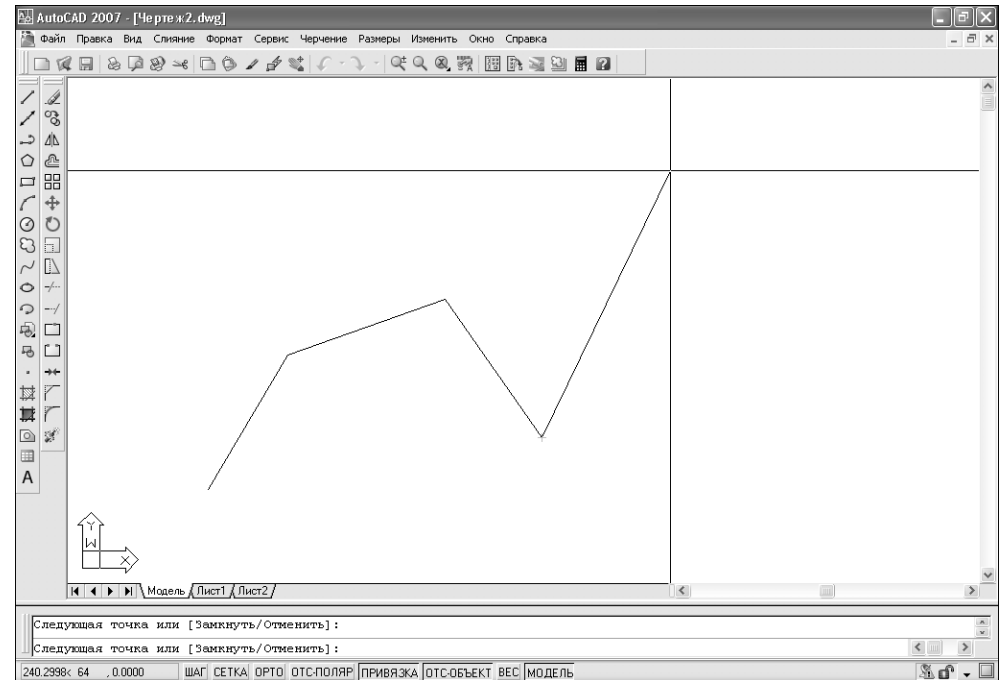 AutoCAD 2007 - [Чертеж2.dwg]
Файл Правка Вид Слияние Формат Сервис Черчение Размеры Изменить Окно Справка
A
Y
W
X
Модель Лист1 Лист2
Следующая точка или [Замкнуть/Отменить]:
Следующая точка или [Замкнуть/Отменить]:
240.2998< 64 , 0.0000 ШАГ СЕТКА ОРТО ОТС-ПОЛЯР ПРИВЯЗКА ОТС-ОБЪЕКТ ВЕС МОДЕЛЬ